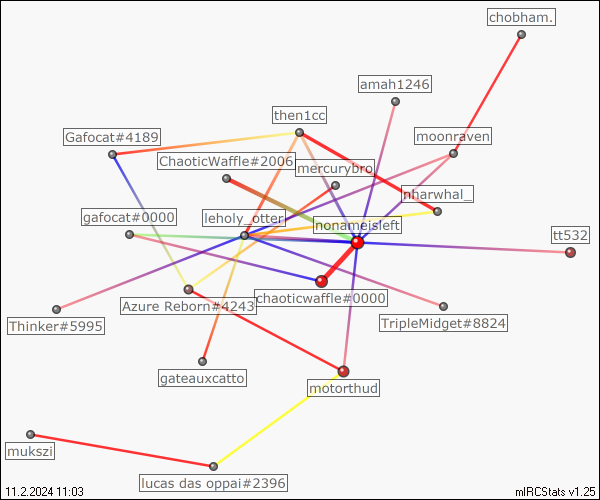 chobham.
amah1246
then1cc
Gafocat#4189
moonraven
ChaoticWaffle#2006
mercurybro
nharwhal_
gafocat#0000
leholy_otter
nonamejsleft
tt532
chaoticwaffle#0000
Azure Reborn#4243
Thinker#5995
TripleMidget#8824
gateauxcatto
motorthud
mukszi
lucas das oppai#2396
11.2.2024 11:03
mIRCStats v1.25